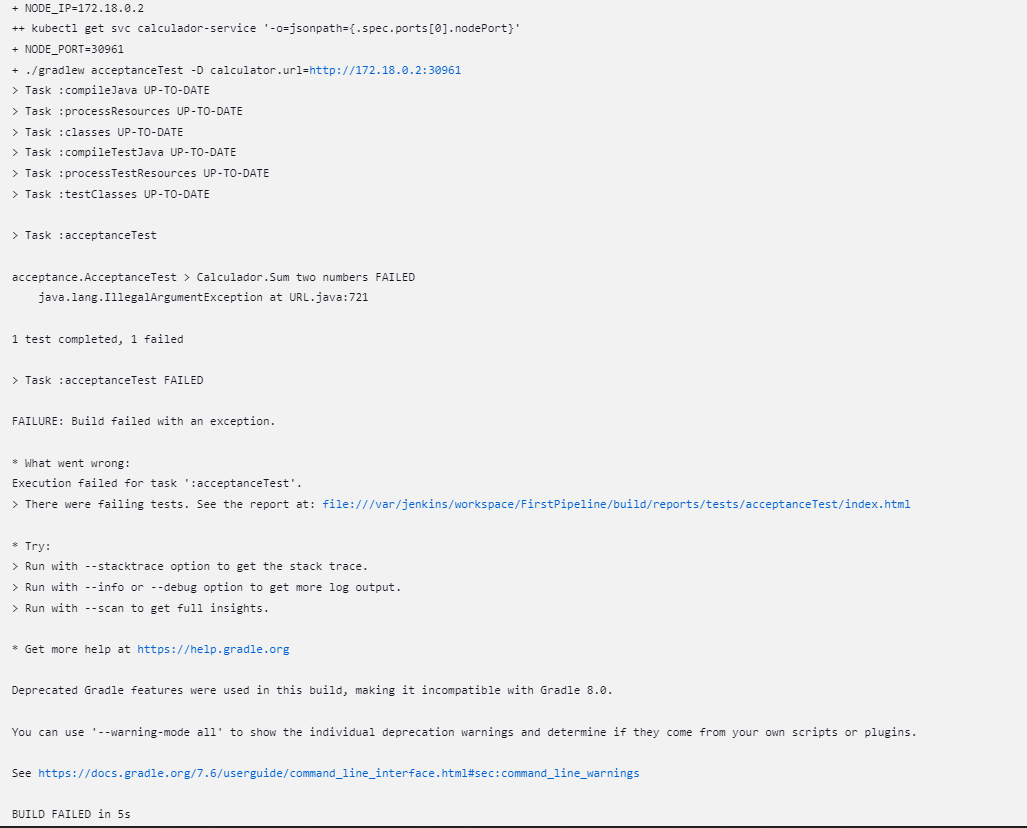 + NODE_IP=172.18.0.2
++ kubectl get svc calculador-service '-o=jsonpath={.spec.ports[0].nodePort}'
+ NODE_PORT=30961
+ ./gradlew acceptanceTest -D calculator.url=http://172.18.0.2:30961
> Task :compileJava UP-TO-DATE
> Task :processResources UP-TO-DATE
> Task :classes UP-TO-DATE
> Task :compileTestJava UP-TO-DATE
> Task :processTestResources UP-TO-DATE
> Task :testClasses UP-TO-DATE
> Task :acceptanceTest
acceptance.AcceptanceTest > Calculador.Sum two numbers FAILED
java.lang.IllegalArgumentException at URL.java:721
1 test completed, 1 failed
> Task :acceptanceTest FAILED
FAILURE: Build failed with an exception.
* What went wrong:
Execution failed for task ':acceptanceTest'.
> There were failing tests. See the report at: file:///var/jenkins/workspace/FirstPipeline/build/reports/tests/acceptanceTest/index.html
* Try:
> Run with --stacktrace option to get the stack trace.
> Run with --info or --debug option to get more log output.
> Run with --scan to get full insights.
* Get more help at https://help.gradle.org
Deprecated Gradle features were used in this build, making it incompatible with Gradle 8.0.
You can use '--warning-mode all' to show the individual deprecation warnings and determine if they come from your own scripts or plugins.
See https://docs.gradle.org/7.6/userguide/command_line_interface.html#sec:command_line_warnings
BUILD FAILED in 5s